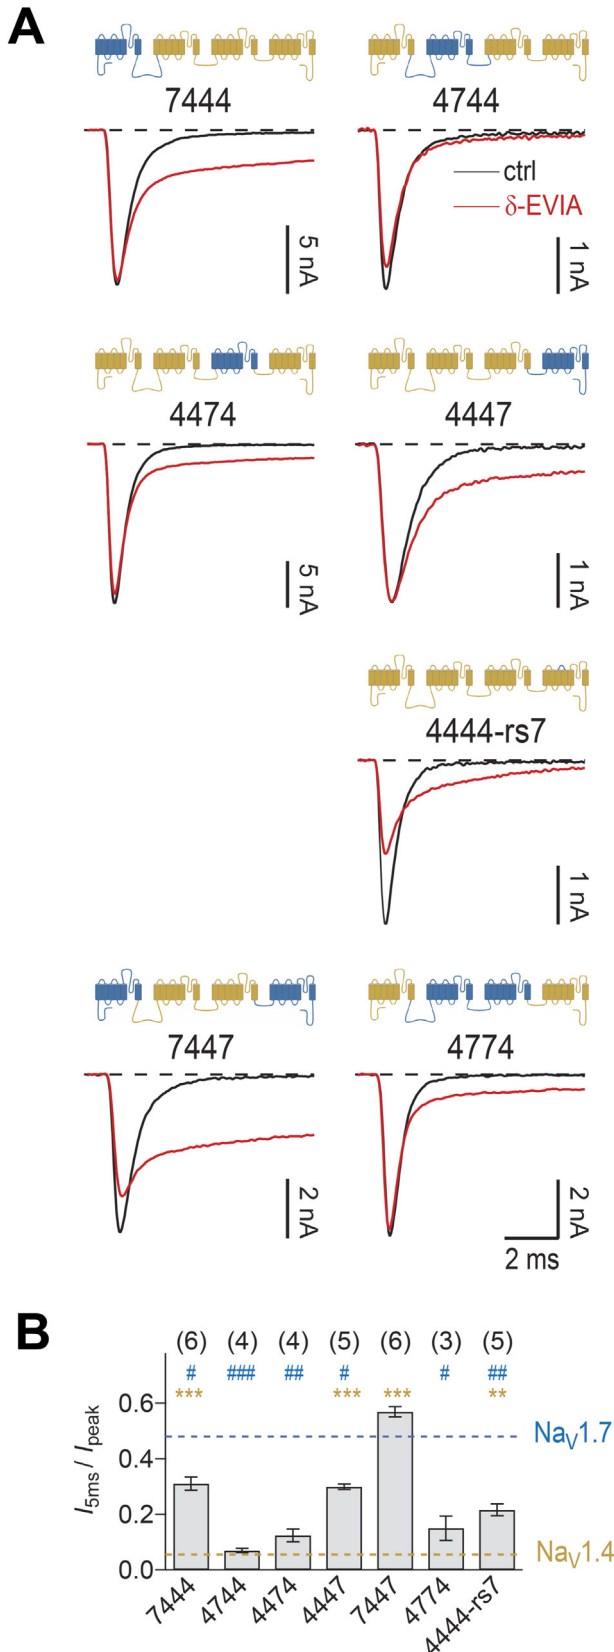 A
7444
4744
ctrl
δ-EVIA
5 nA
1 nA
4474
4447
5 nA
1 nA
4444-rs7
1 nA
7447
4774
2 nA
2 nA
2 ms
B
(6) (4) (4) (5) (6) (3) (5)
# ### ## # # ##
*** *** *** **
I5ms / Ipeak
0.6
0.4
0.2
0.0
NaV1.7
NaV1.4
7444
4744
4474
4447
7447
4774
4444-rs7